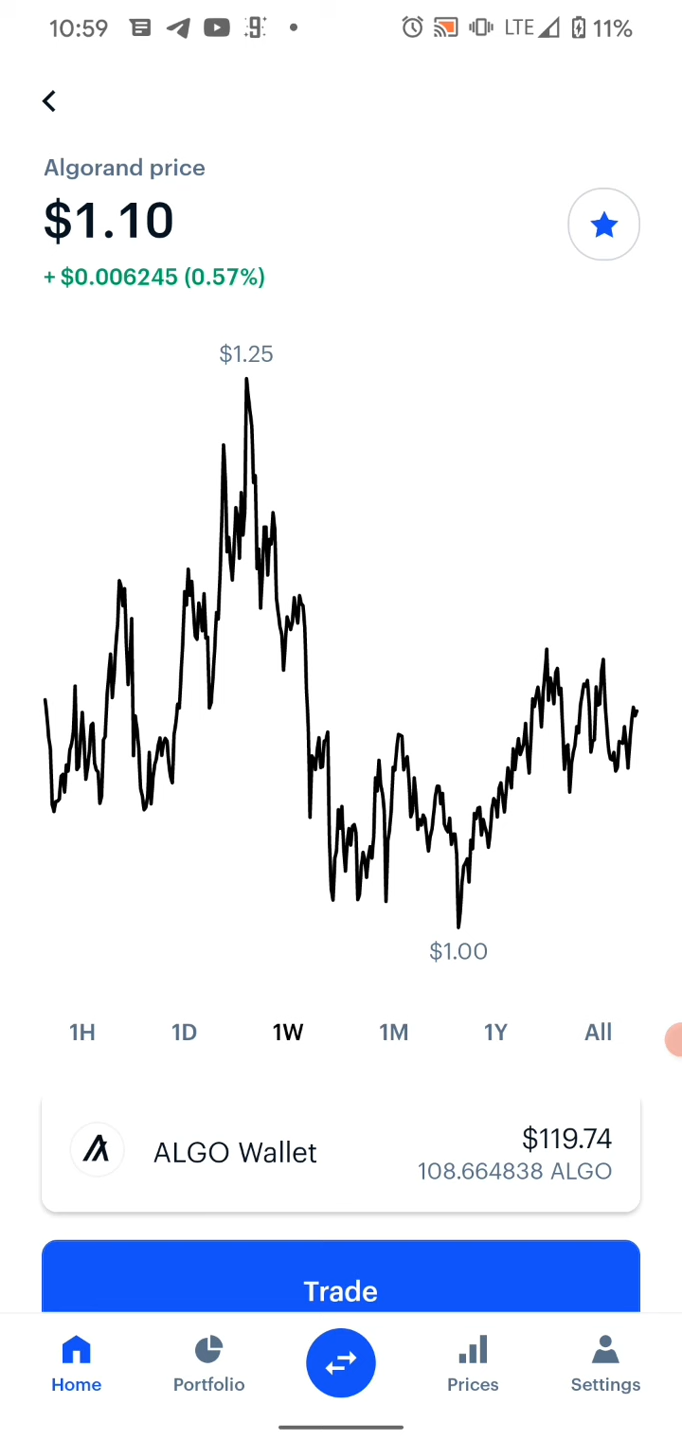 10:59 LTE 11%
Algorand price
$1.10
+ $0.006245 (0.57%)
$1.25
$1.00
1H 1D 1W 1M 1Y All
ALGO Wallet $119.74
108.664838 ALGO
Trade
Home Portfolio Prices Settings